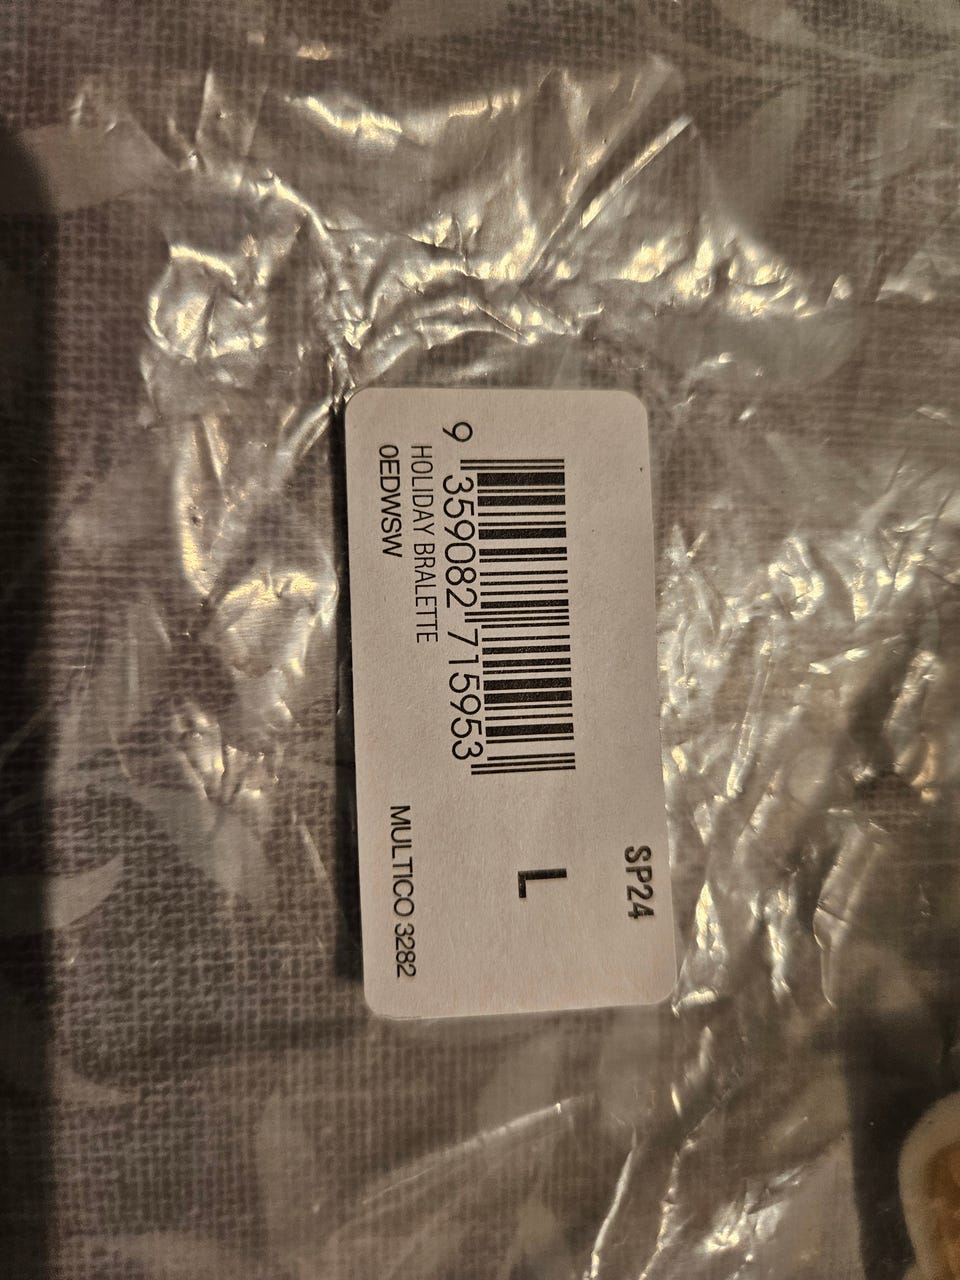 SP24
L
9 359082 715953
HOLIDAY BRALETTE
0EDWSW
MULTICO 3282